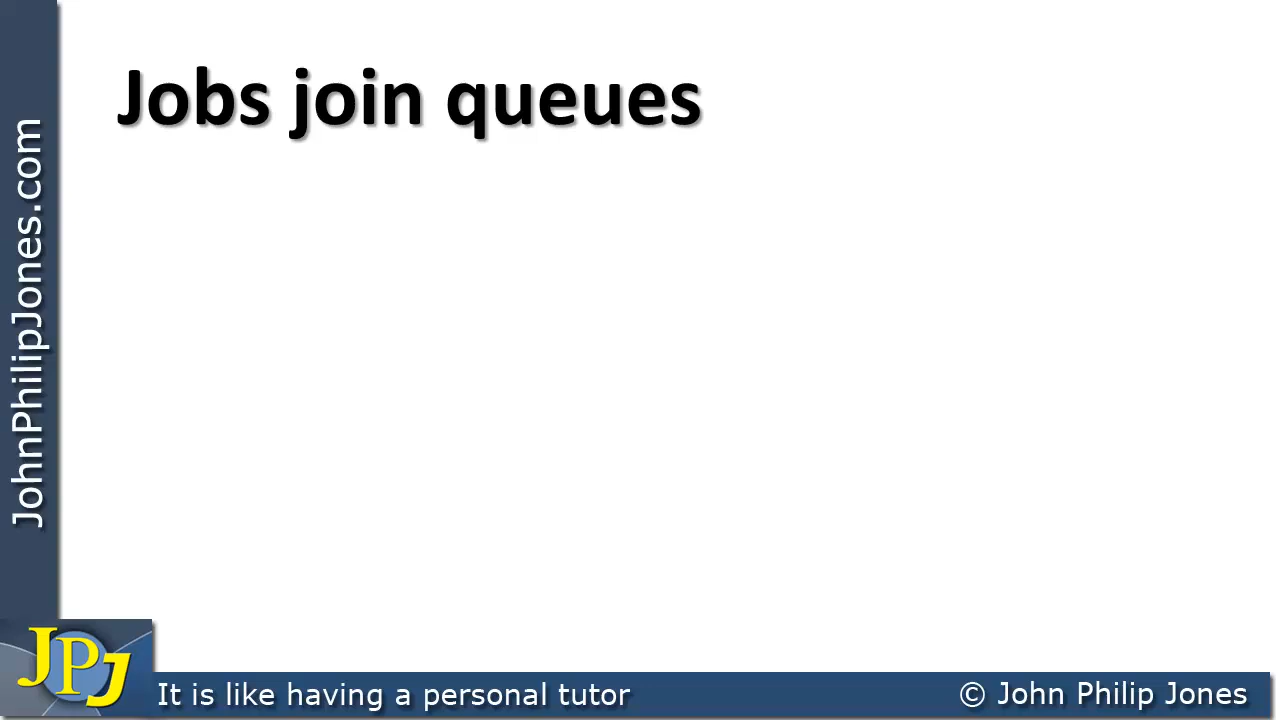 Jobs join queues
JohnPhilipJones.com
JPJ
It is like having a personal tutor
© John Philip Jones